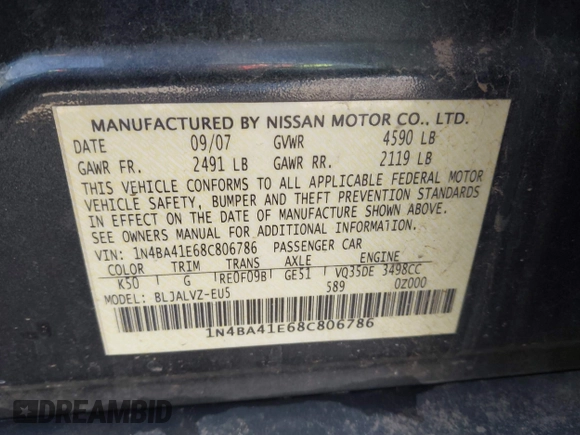 MANUFACTURED BY NISSAN MOTOR CO., LTD.
DATE 09/07 GVWR 4590 LB
GAWR FR. 2491 LB GAWR RR. 2119 LB
THIS VEHICLE CONFORMS TO ALL APPLICABLE FEDERAL MOTOR
VEHICLE SAFETY, BUMPER AND THEFT PREVENTION STANDARDS
IN EFFECT ON THE DATE OF MANUFACTURE SHOWN ABOVE.
SEE OWNERS MANUAL FOR ADDITIONAL INFORMATION.
VIN: 1N4BA41E68C806786 PASSENGER CAR
COLOR TRIM TRANS AXLE ENGINE
K50 G RE0F09B GE51 VQ35DE 3498CC
MODEL: BLJALVZ-EU5 589 0Z000
1N4BA41E68C806786
DREAMBID